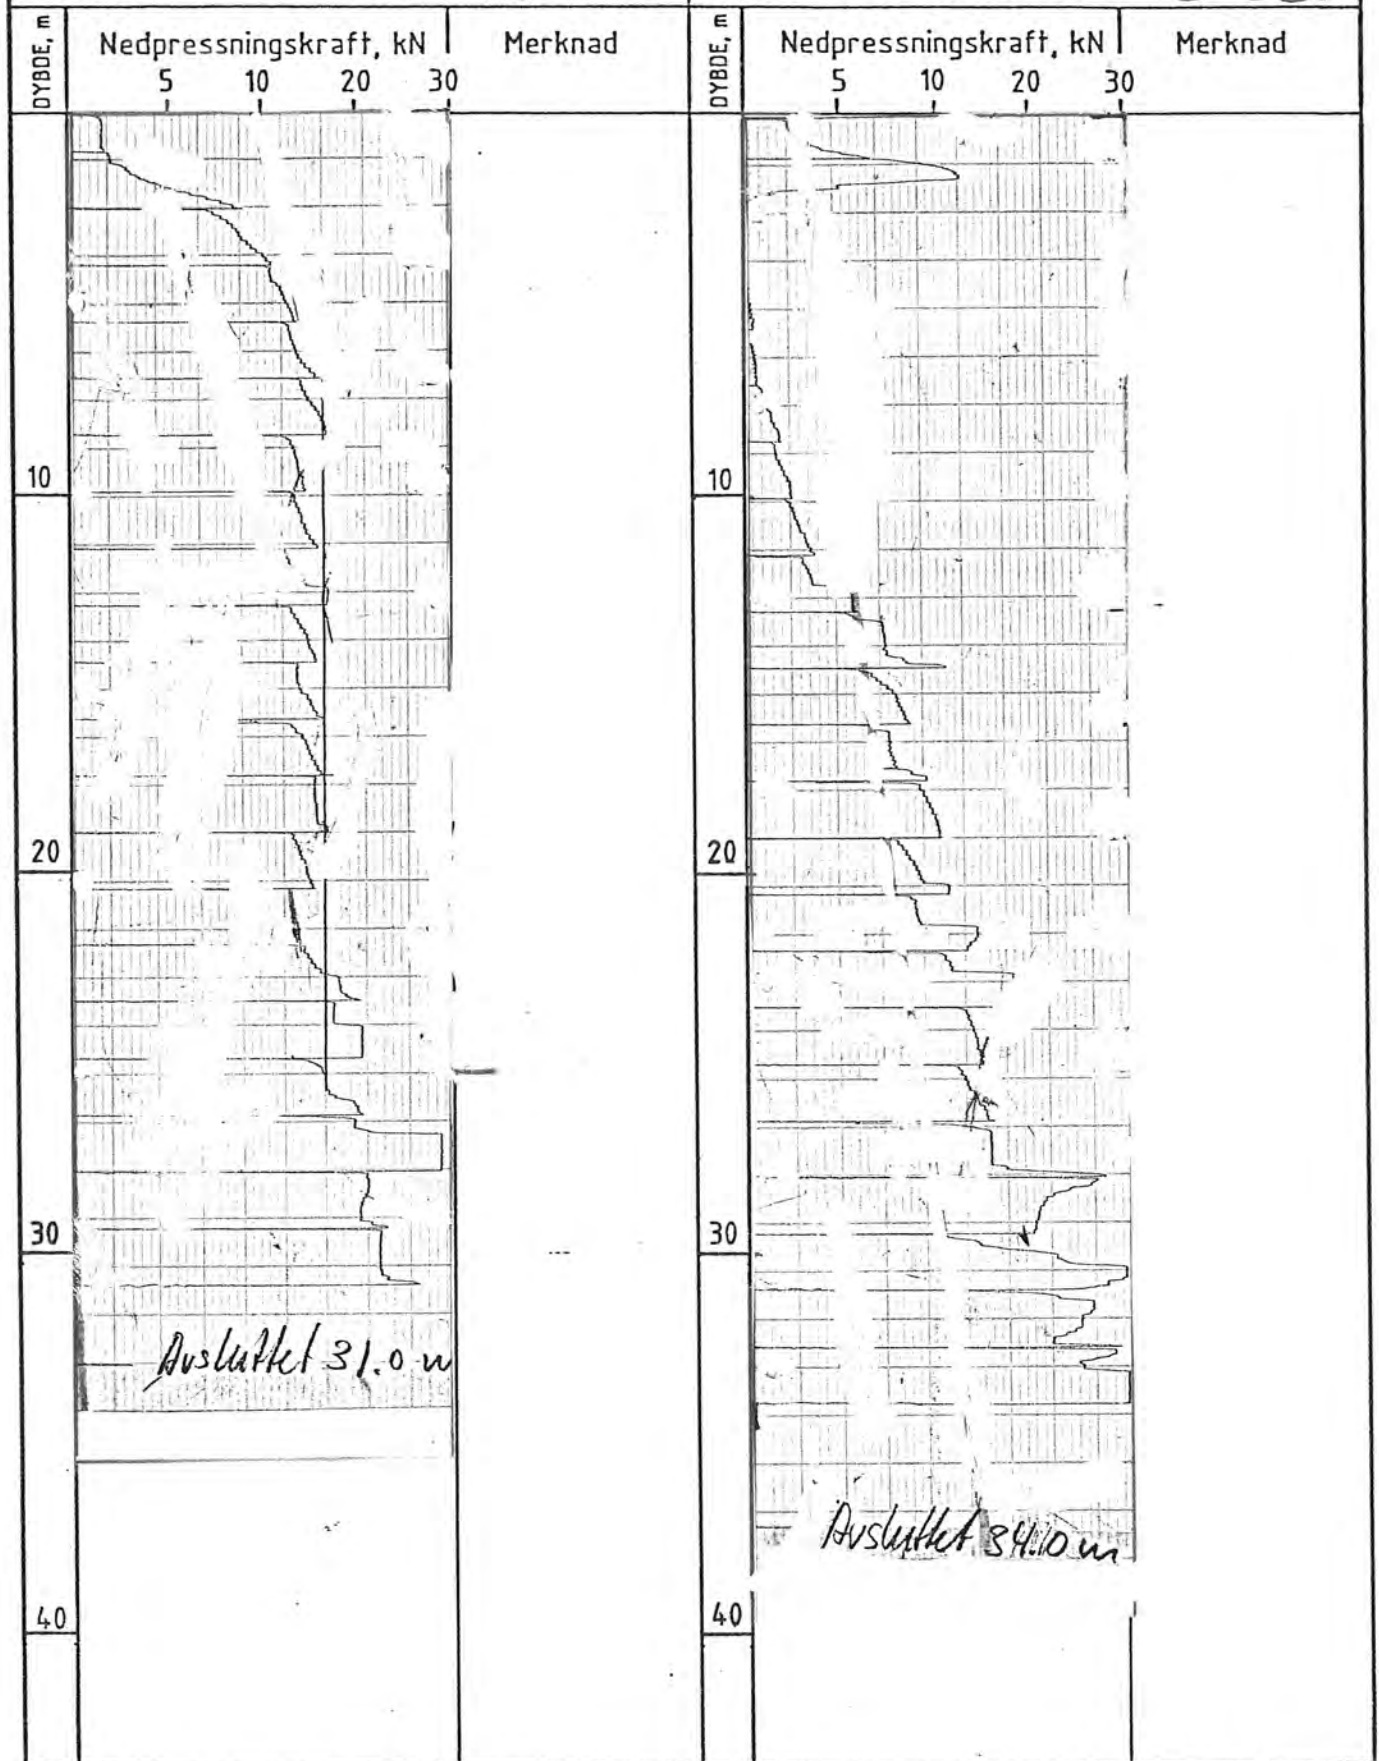 DYBDE, m
Nedpressningskraft, kN
Merknad
5 10 20 30
10
20
30
Avsluttet 31.0 m
40
DYBDE, m
Nedpressningskraft, kN
Merknad
5 10 20 30
10
20
30
Avsluttet 34.10 m
40